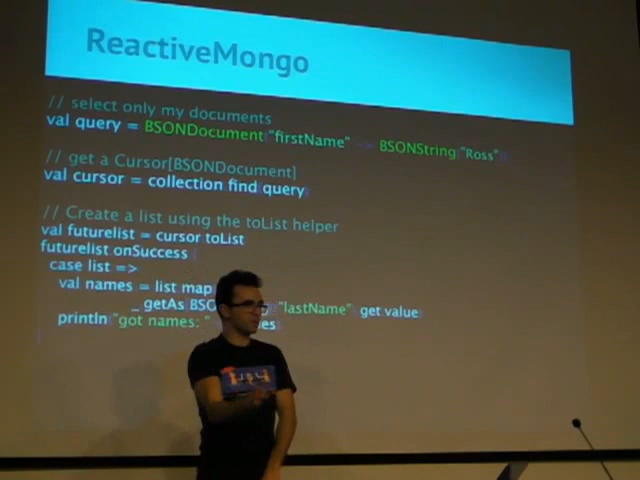 ReactiveMongo
// select only my documents
val query = BSONDocument("firstName" -> BSONString("Ross"))
// get a Cursor[BSONDocument]
val cursor = collection find query
// Create a list using the toList helper
val futurelist = cursor toList
futurelist onSuccess {
case list =>
val names = list map
_ getAs "lastName" get value
println("got names: "
}